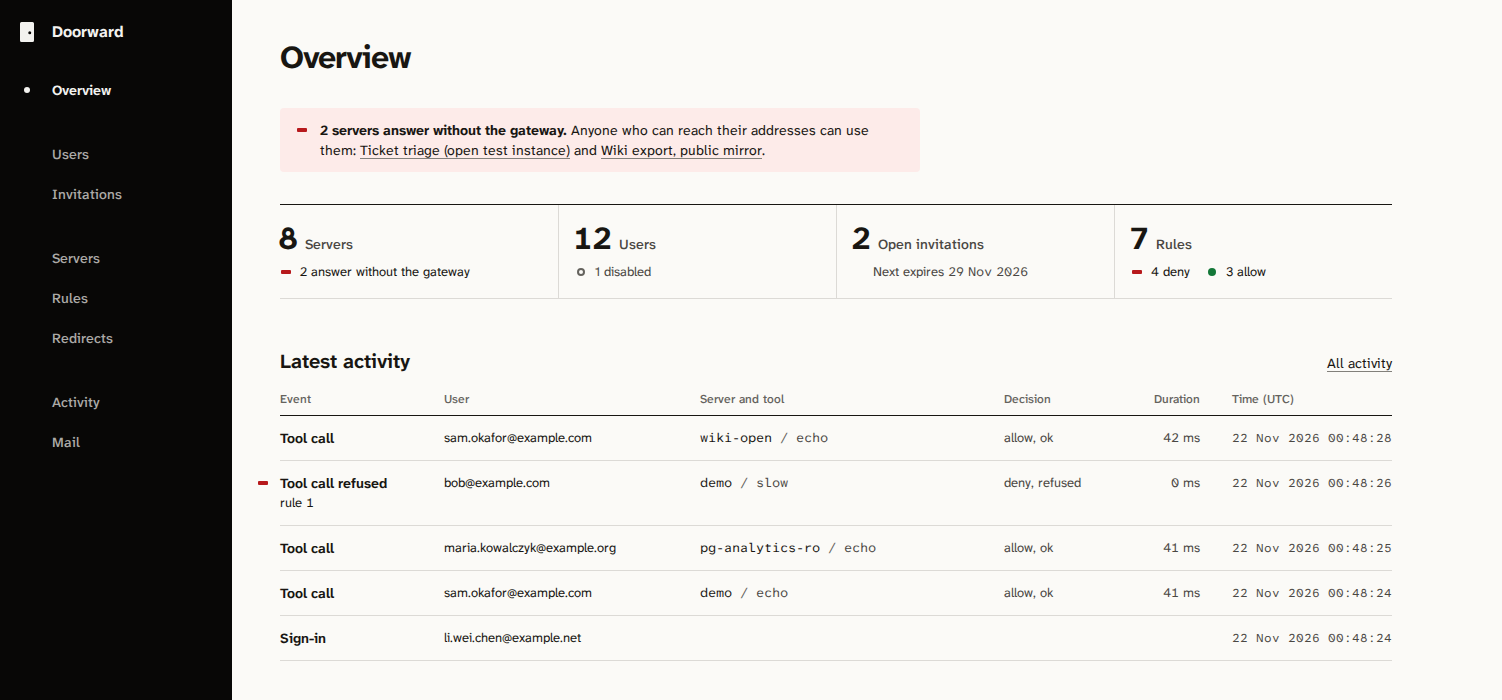 Doorward
Overview
Users
Invitations
Servers
Rules
Redirects
Activity
Mail
Overview
2 servers answer without the gateway. Anyone who can reach their addresses can use
them: Ticket triage (open test instance) and Wiki export, public mirror.
8 Servers
2 answer without the gateway
12 Users
1 disabled
2 Open invitations
Next expires 29 Nov 2026
7 Rules
4 deny 3 allow
Latest activity
All activity
Event User Server and tool Decision Duration Time (UTC)
Tool call sam.okafor@example.com wiki-open / echo allow, ok 42 ms 22 Nov 2026 00:48:28
Tool call refused bob@example.com demo / slow deny, refused 0 ms 22 Nov 2026 00:48:26
rule 1
Tool call maria.kowalczyk@example.org pg-analytics-ro / echo allow, ok 41 ms 22 Nov 2026 00:48:25
Tool call sam.okafor@example.com demo / echo allow, ok 41 ms 22 Nov 2026 00:48:24
Sign-in li.wei.chen@example.net 22 Nov 2026 00:48:24